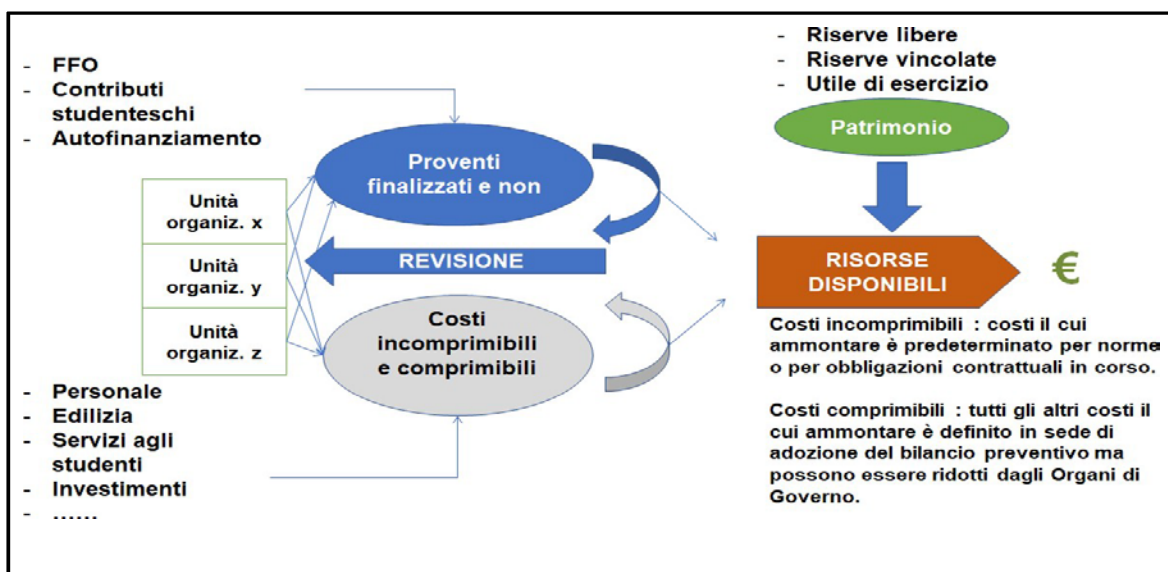 - FFO
- Contributi
studenteschi
- Autofinanziamento
- Riserve libere
- Riserve vincolate
- Utile di esercizio
Patrimonio
Proventi
finalizzati e non
Unità
organiz. x
Unità
organiz. y
Unità
organiz. z
REVISIONE
Costi
incomprimibili
e comprimibili
RISORSE
DISPONIBILI
€
- Personale
- Edilizia
- Servizi agli
studenti
- Investimenti
- ......
Costi incomprimibili : costi il cui
ammontare è predeterminato per norme
o per obbligazioni contrattuali in corso.
Costi comprimibili : tutti gli altri costi il
cui ammontare è definito in sede di
adozione del bilancio preventivo ma
possono essere ridotti dagli Organi di
Governo.